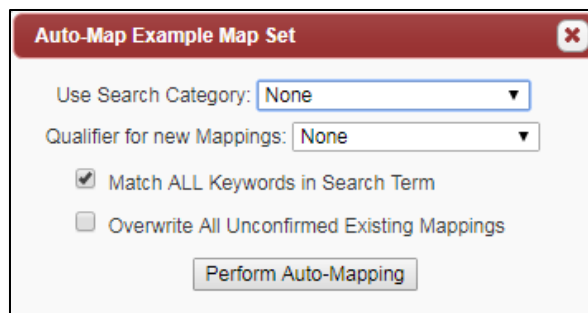 Auto-Map Example Map Set
Use Search Category: None
Qualifier for new Mappings: None
Match ALL Keywords in Search Term
Overwrite All Unconfirmed Existing Mappings
Perform Auto-Mapping